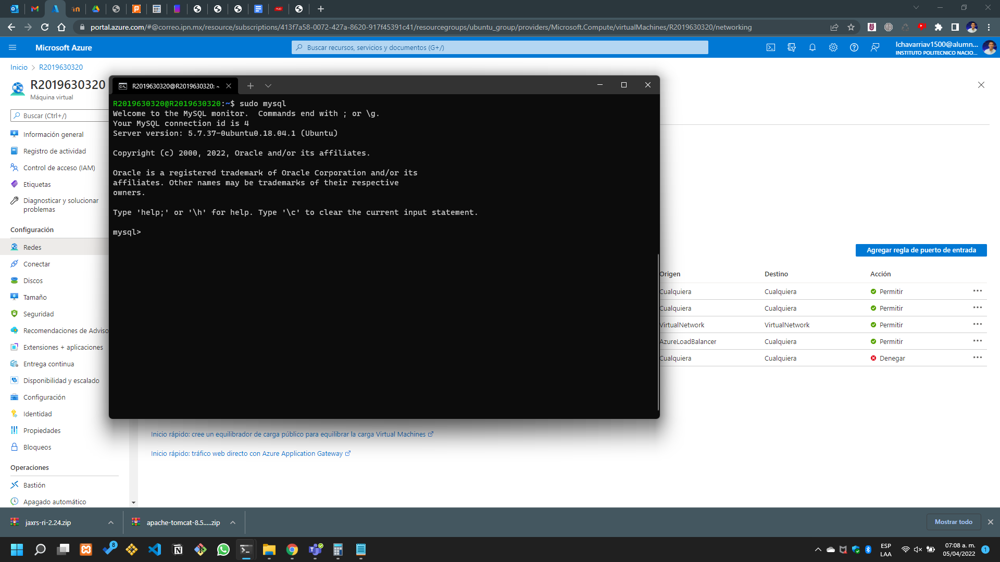 portal.azure.com/#@correo.ipn.mx/resource/subscriptions/413f7a58-0072-427a-8620-917f45391c41/resourcegroups/ubuntu_group/providers/Microsoft.Compute/virtualMachines/R2019630320/networking
Microsoft Azure
Buscar recursos, servicios y documentos (G+/)
lchavarriav1500@alumn...
INSTITUTO POLITECNICO NACIO...
Inicio > R2019630320
R2019630320
Máquina virtual
Buscar (Ctrl+/)
Información general
Registro de actividad
Control de acceso (IAM)
Etiquetas
Diagnosticar y solucionar
problemas
Configuración
Redes
Conectar
Discos
Tamaño
Seguridad
Recomendaciones de Adviso
Extensiones + aplicaciones
Entrega continua
Disponibilidad y escalado
Configuración
Identidad
Propiedades
Bloqueos
Operaciones
Bastión
Apagado automático
R2019630320@R2019630320: ~
R2019630320@R2019630320:~$ sudo mysql
Welcome to the MySQL monitor.  Commands end with ; or \g.
Your MySQL connection id is 4
Server version: 5.7.37-0ubuntu0.18.04.1 (Ubuntu)
Copyright (c) 2000, 2022, Oracle and/or its affiliates.
Oracle is a registered trademark of Oracle Corporation and/or its
affiliates. Other names may be trademarks of their respective
owners.
Type 'help;' or '\h' for help. Type '\c' to clear the current input statement.
mysql>
Agregar regla de puerto de entrada
Origen Destino Acción
Cualquiera Cualquiera Permitir
Cualquiera Cualquiera Permitir
VirtualNetwork VirtualNetwork Permitir
AzureLoadBalancer Cualquiera Permitir
Cualquiera Cualquiera Denegar
Inicio rápido: cree un equilibrador de carga público para equilibrar la carga Virtual Machines
Inicio rápido: tráfico web directo con Azure Application Gateway
jaxrs-ri-2.24.zip
apache-tomcat-8.5.....zip
Mostrar todo
8
ESP
LAA
07:08 a. m.
05/04/2022
1